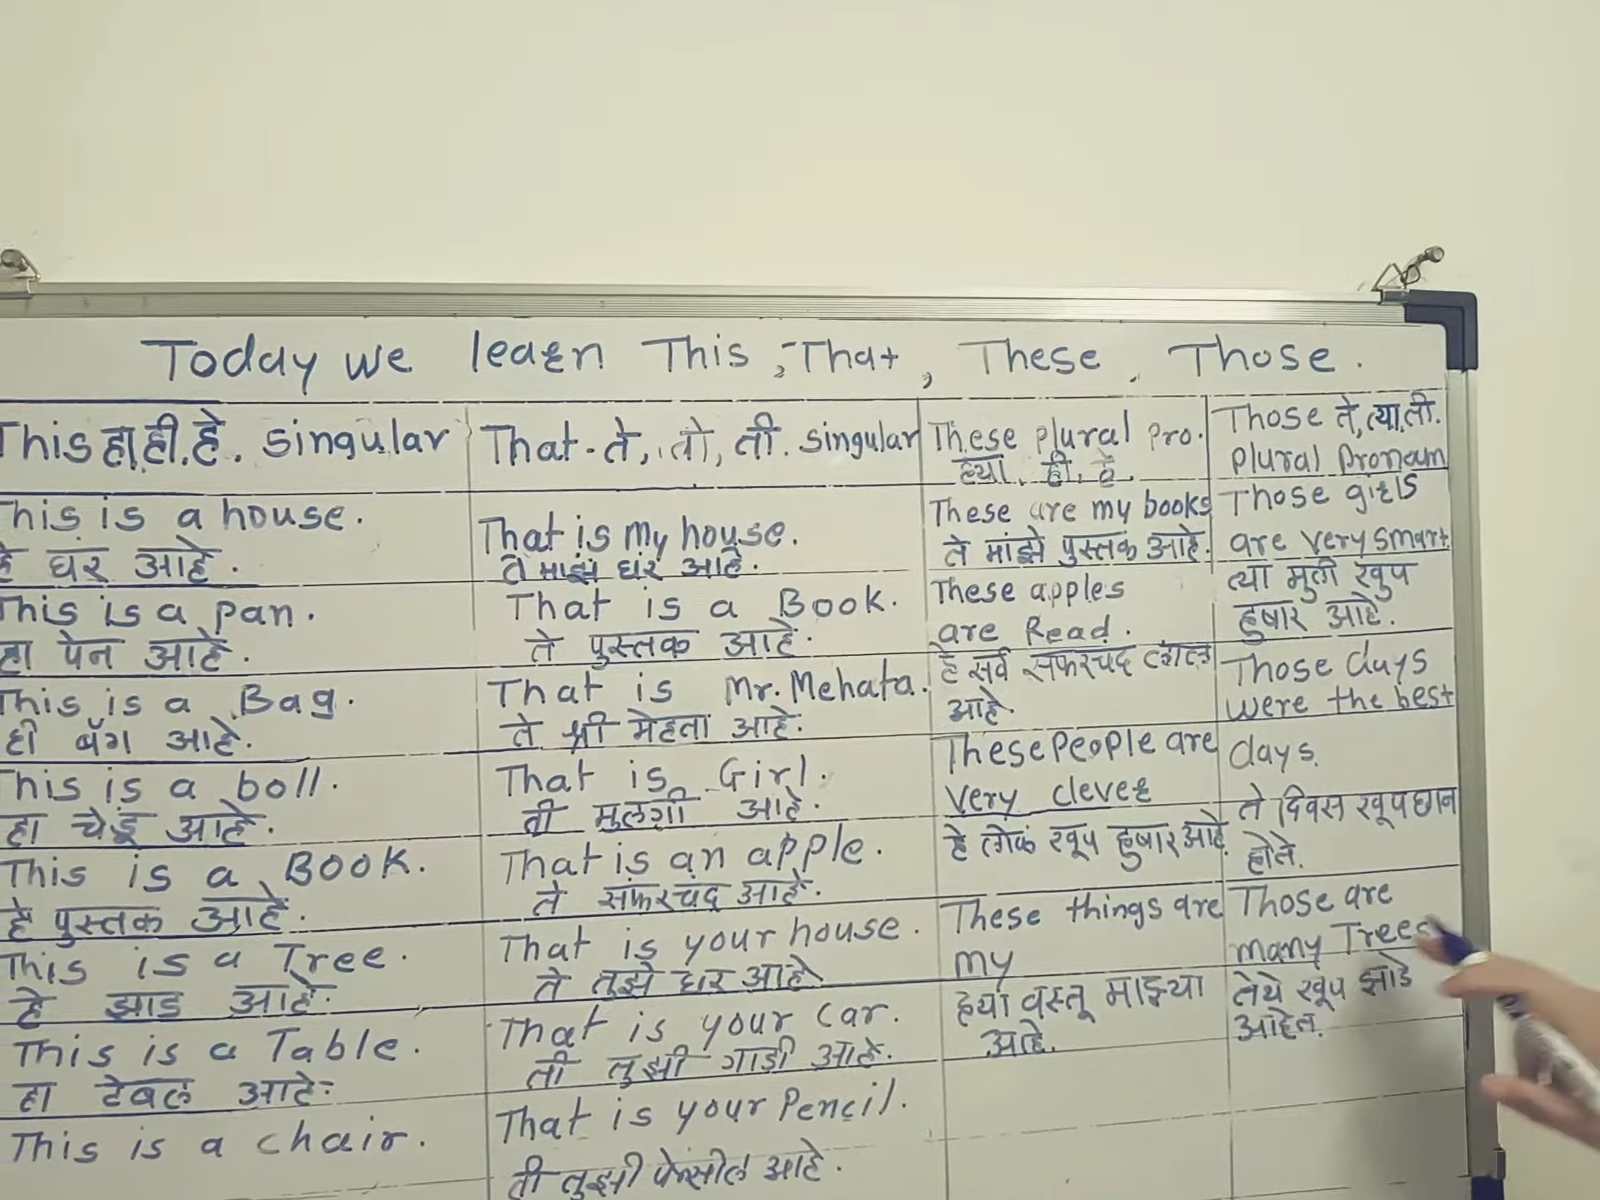 Today we learn This, That, These, Those.
This हा,ही,हे. singular
This is a house.
हे घर आहे.
This is a pan.
हा पेन आहे.
This is a Bag.
ही बॅग आहे.
This is a boll.
हा चेंडू आहे.
This is a Book.
हे पुस्तक आहे.
This is a Tree.
हे झाड आहे.
This is a Table.
हा टेबल आहे.
This is a chair.
That - ते, तो, ती. singular
That is my house.
ते माझे घर आहे.
That is a Book.
ते पुस्तक आहे.
That is Mr. Mehata.
ते श्री मेहता आहे.
That is Girl.
ती मुलगी आहे.
That is an apple.
ते सफरचंद आहे.
That is your house.
ते तुझे घर आहे.
That is your car.
ती तुझी गाडी आहे.
That is your Pencil.
ती तुझी पेन्सील आहे.
These plural pro.
ह्या, ही, हे.
These are my books
ते माझे पुस्तक आहे.
These apples
are Read.
हे सर्व सफरचंद लाल
आहे.
These People are
very clever
हे लोक खूप हुषार आहे.
These things are
my
ह्या वस्तू माझ्या
आहे.
Those ते, त्या, ती.
plural pronam
Those girls
are very smart
त्या मुली खुप
हुषार आहे.
Those days
were the best
days.
ते दिवस खूप छान
होते.
Those are
many Trees
तेथे खूप झाडे
आहेत.